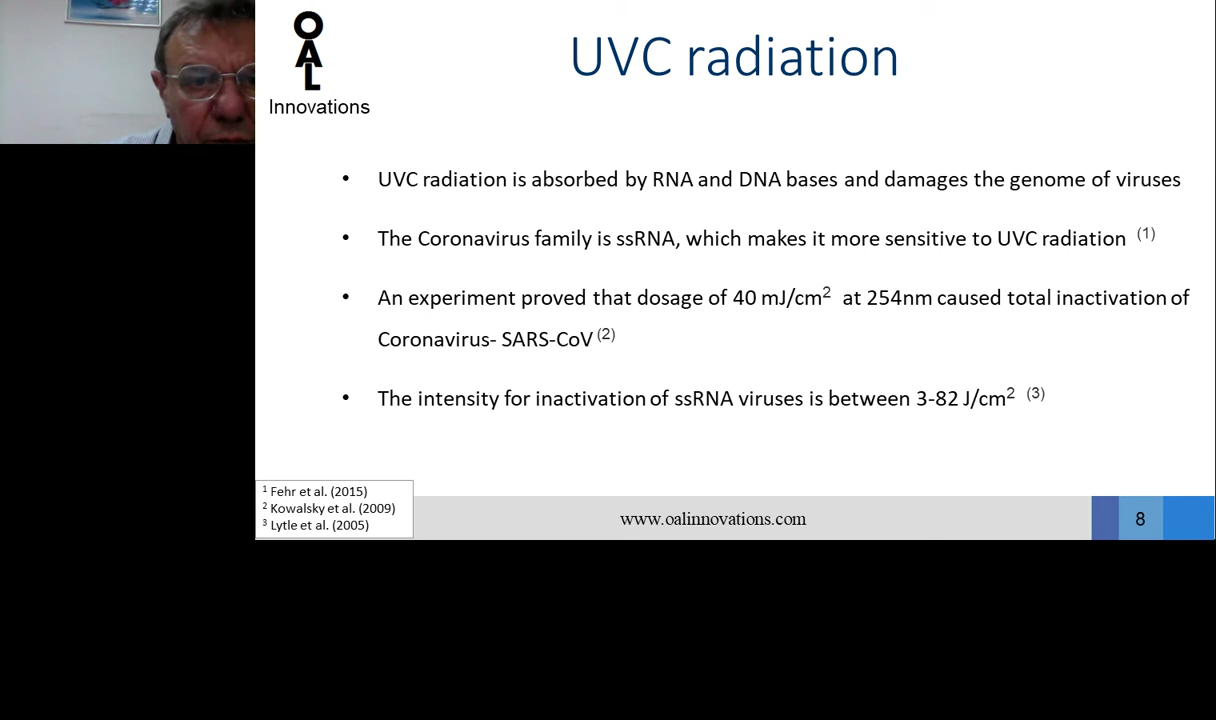 OAL
Innovations
UVC radiation
• UVC radiation is absorbed by RNA and DNA bases and damages the genome of viruses
• The Coronavirus family is ssRNA, which makes it more sensitive to UVC radiation (1)
• An experiment proved that dosage of 40 mJ/cm2 at 254nm caused total inactivation of
Coronavirus- SARS-CoV (2)
• The intensity for inactivation of ssRNA viruses is between 3-82 J/cm2 (3)
1 Fehr et al. (2015)
2 Kowalsky et al. (2009)
3 Lytle et al. (2005)
www.oalinnovations.com
8